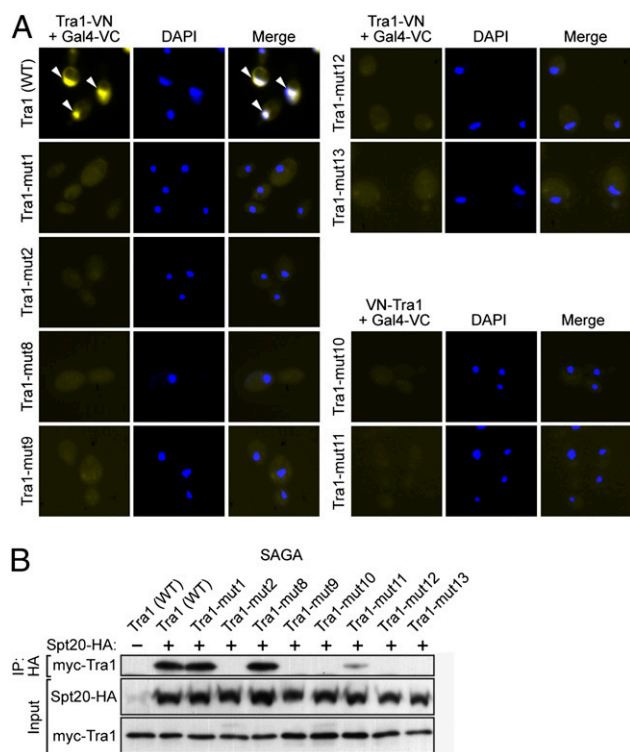 A
Tra1-VN
+ Gal4-VC
DAPI
Merge
Tra1 (WT)
Tra1-mut1
Tra1-mut2
Tra1-mut8
Tra1-mut9
Tra1-VN
+ Gal4-VC
DAPI
Merge
Tra1-mut12
Tra1-mut13
VN-Tra1
+ Gal4-VC
DAPI
Merge
Tra1-mut10
Tra1-mut11
B
SAGA
Tra1 (WT)
Tra1 (WT)
Tra1-mut1
Tra1-mut2
Tra1-mut8
Tra1-mut9
Tra1-mut10
Tra1-mut11
Tra1-mut12
Tra1-mut13
Spt20-HA: – + + + + + + + + +
IP:
HA
myc-Tra1
Input
Spt20-HA
myc-Tra1